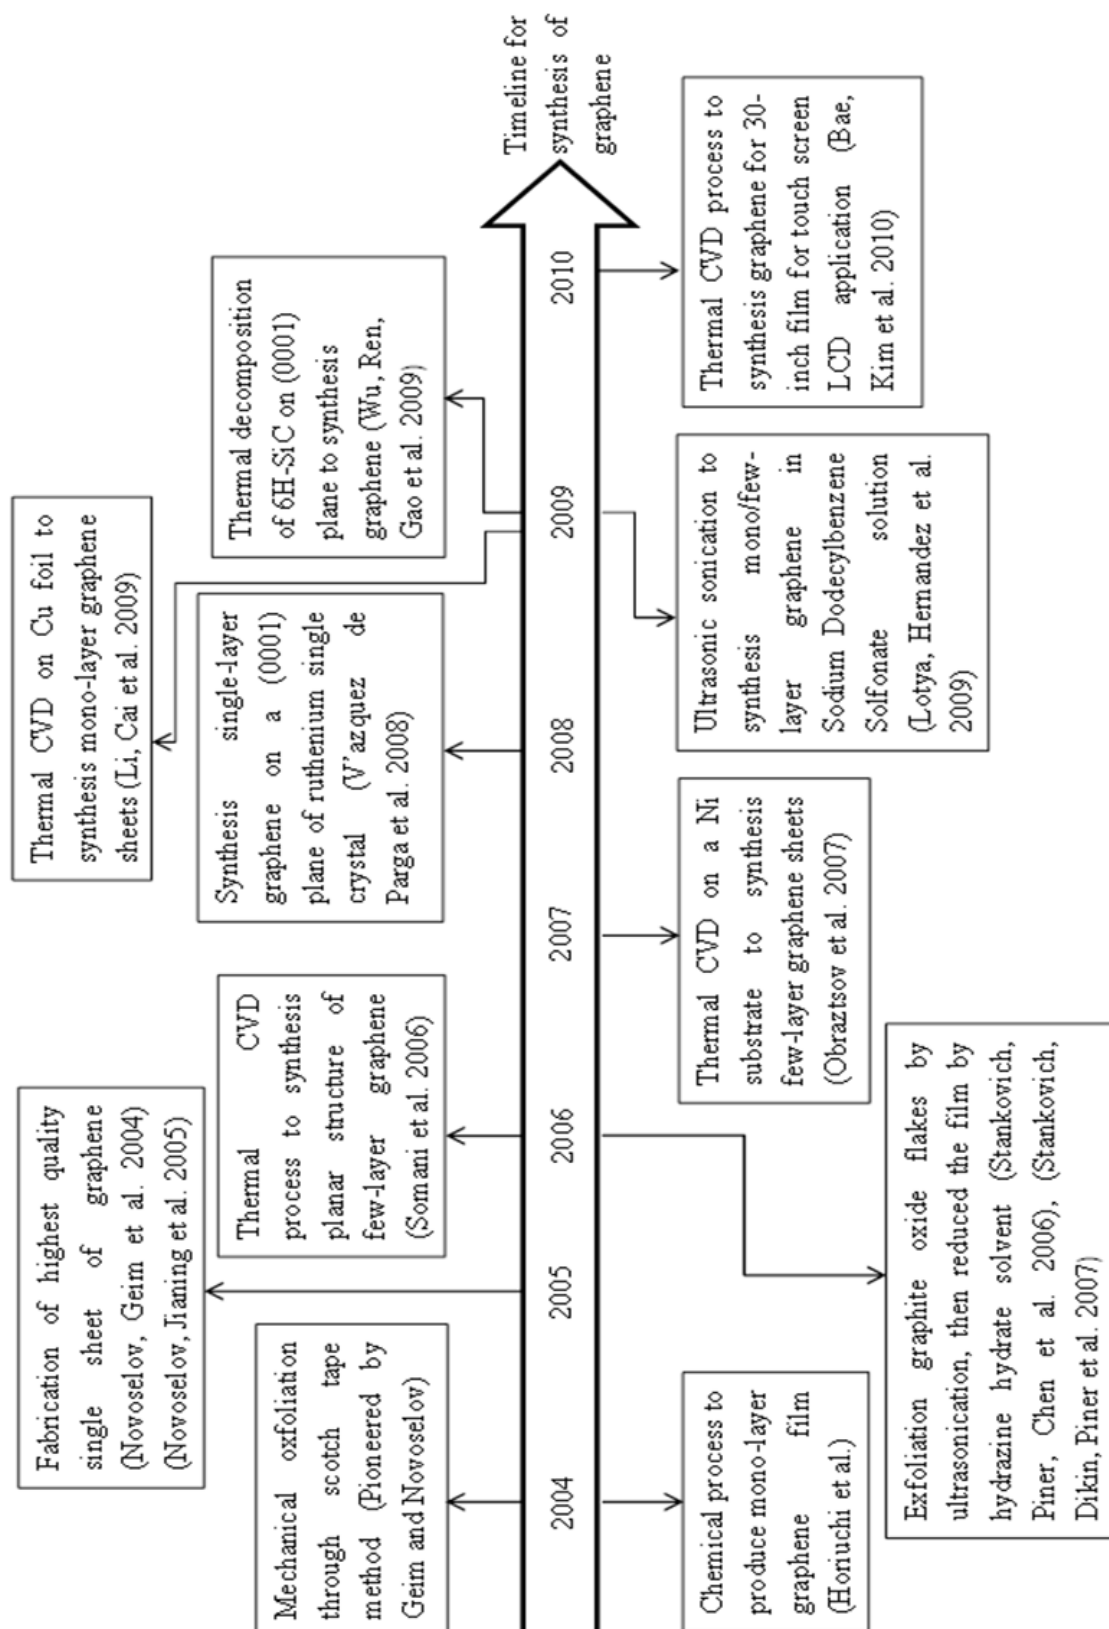 Mechanical oxfoliation
through scotch tape
method (Pioneered by
Geim and Novoselov)
Fabrication of highest quality
single sheet of graphene
(Novoselov, Geim et al. 2004)
(Novoselov, Jianing et al. 2005)
Thermal CVD
process to synthesis
planar structure of
few-layer graphene
(Somani et al. 2006)
Synthesis single-layer
graphene on a (0001)
plane of ruthenium single
crystal (V'azquez de
Parga et al. 2008)
Thermal CVD on Cu foil to
synthesis mono-layer graphene
sheets (Li, Cai et al. 2009)
Thermal decomposition
of 6H-SiC on (0001)
plane to synthesis
graphene (Wu, Ren,
Gao et al. 2009)
2004
2005
2006
2007
2008
2009
2010
Timeline for
synthesis of
graphene
Chemical process to
produce mono-layer
graphene film
(Horiuchi et al.)
Exfoliation graphite oxide flakes by
ultrasonication, then reduced the film by
hydrazine hydrate solvent (Stankovich,
Piner, Chen et al. 2006), (Stankovich,
Dikin, Piner et al. 2007)
Thermal CVD on a Ni
substrate to synthesis
few-layer graphene sheets
(Obraztsov et al. 2007)
Ultrasonic sonication to
synthesis mono/few-
layer graphene in
Sodium Dodecylbenzene
Solfonate solution
(Lotya, Hernandez et al.
2009)
Thermal CVD process to
synthesis graphene for 30-
inch film for touch screen
LCD application (Bae,
Kim et al. 2010)